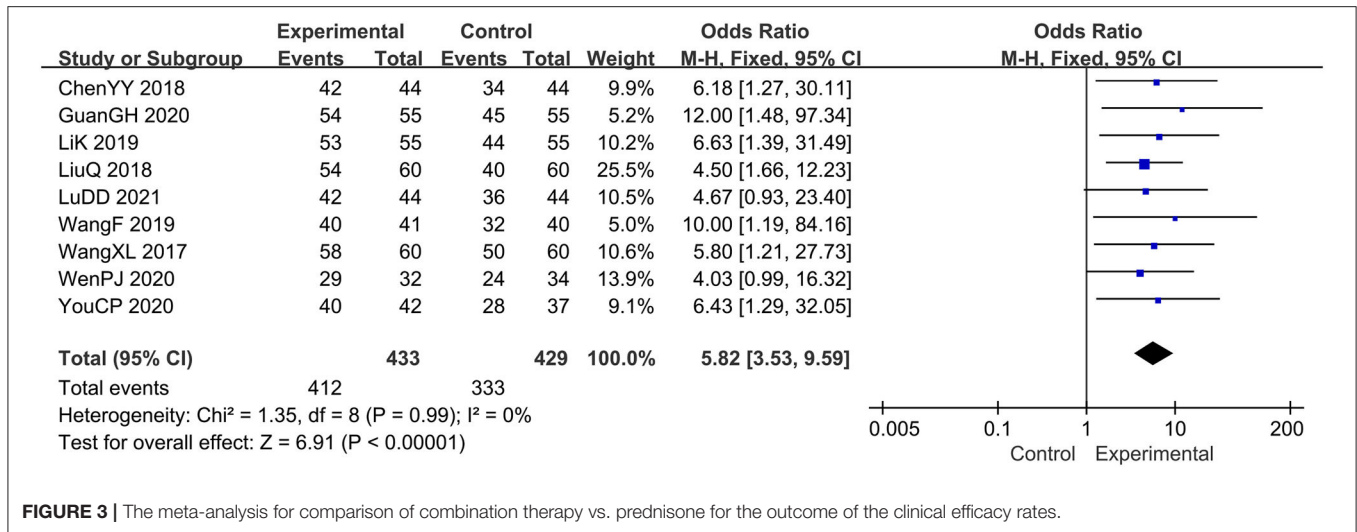 Experimental Control Odds Ratio Odds Ratio
Study or Subgroup Events Total Events Total Weight M-H, Fixed, 95% CI M-H, Fixed, 95% CI
ChenYY 2018 42 44 34 44 9.9% 6.18 [1.27, 30.11]
GuanGH 2020 54 55 45 55 5.2% 12.00 [1.48, 97.34]
LiK 2019 53 55 44 55 10.2% 6.63 [1.39, 31.49]
LiuQ 2018 54 60 40 60 25.5% 4.50 [1.66, 12.23]
LuDD 2021 42 44 36 44 10.5% 4.67 [0.93, 23.40]
WangF 2019 40 41 32 40 5.0% 10.00 [1.19, 84.16]
WangXL 2017 58 60 50 60 10.6% 5.80 [1.21, 27.73]
WenPJ 2020 29 32 24 34 13.9% 4.03 [0.99, 16.32]
YouCP 2020 40 42 28 37 9.1% 6.43 [1.29, 32.05]
Total (95% CI) 433 429 100.0% 5.82 [3.53, 9.59]
Total events 412 333
Heterogeneity: Chi² = 1.35, df = 8 (P = 0.99); I² = 0%
Test for overall effect: Z = 6.91 (P < 0.00001)
0.005 0.1 1 10 200
Control Experimental
FIGURE 3 | The meta-analysis for comparison of combination therapy vs. prednisone for the outcome of the clinical efficacy rates.